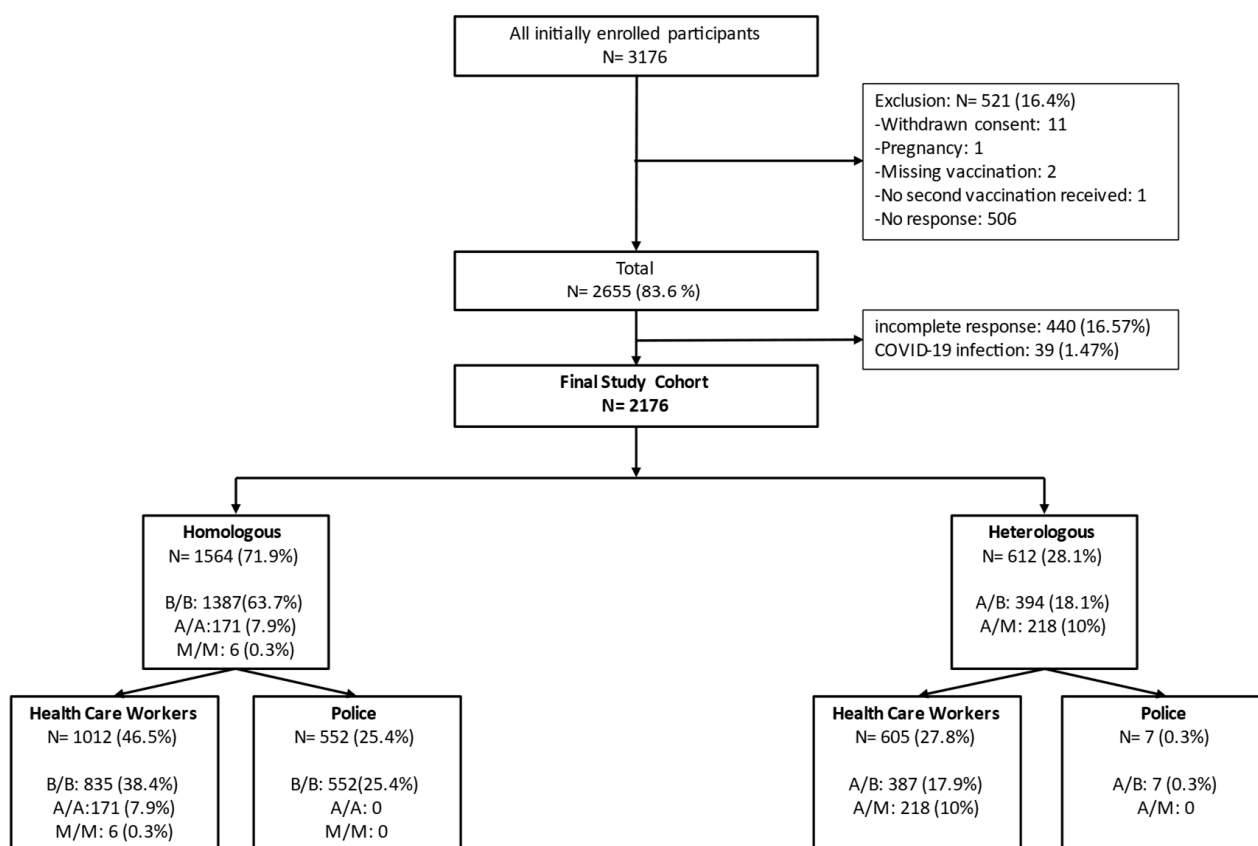 All initially enrolled participants
N= 3176
Exclusion: N= 521 (16.4%)
-Withdrawn consent: 11
-Pregnancy: 1
-Missing vaccination: 2
-No second vaccination received: 1
-No response: 506
Total
N= 2655 (83.6 %)
incomplete response: 440 (16.57%)
COVID-19 infection: 39 (1.47%)
Final Study Cohort
N= 2176
Homologous
N= 1564 (71.9%)
B/B: 1387(63.7%)
A/A:171 (7.9%)
M/M: 6 (0.3%)
Heterologous
N= 612 (28.1%)
A/B: 394 (18.1%)
A/M: 218 (10%)
Health Care Workers
N= 1012 (46.5%)
B/B: 835 (38.4%)
A/A:171 (7.9%)
M/M: 6 (0.3%)
Police
N= 552 (25.4%)
B/B: 552(25.4%)
A/A: 0
M/M: 0
Health Care Workers
N= 605 (27.8%)
A/B: 387 (17.9%)
A/M: 218 (10%)
Police
N= 7 (0.3%)
A/B: 7 (0.3%)
A/M: 0